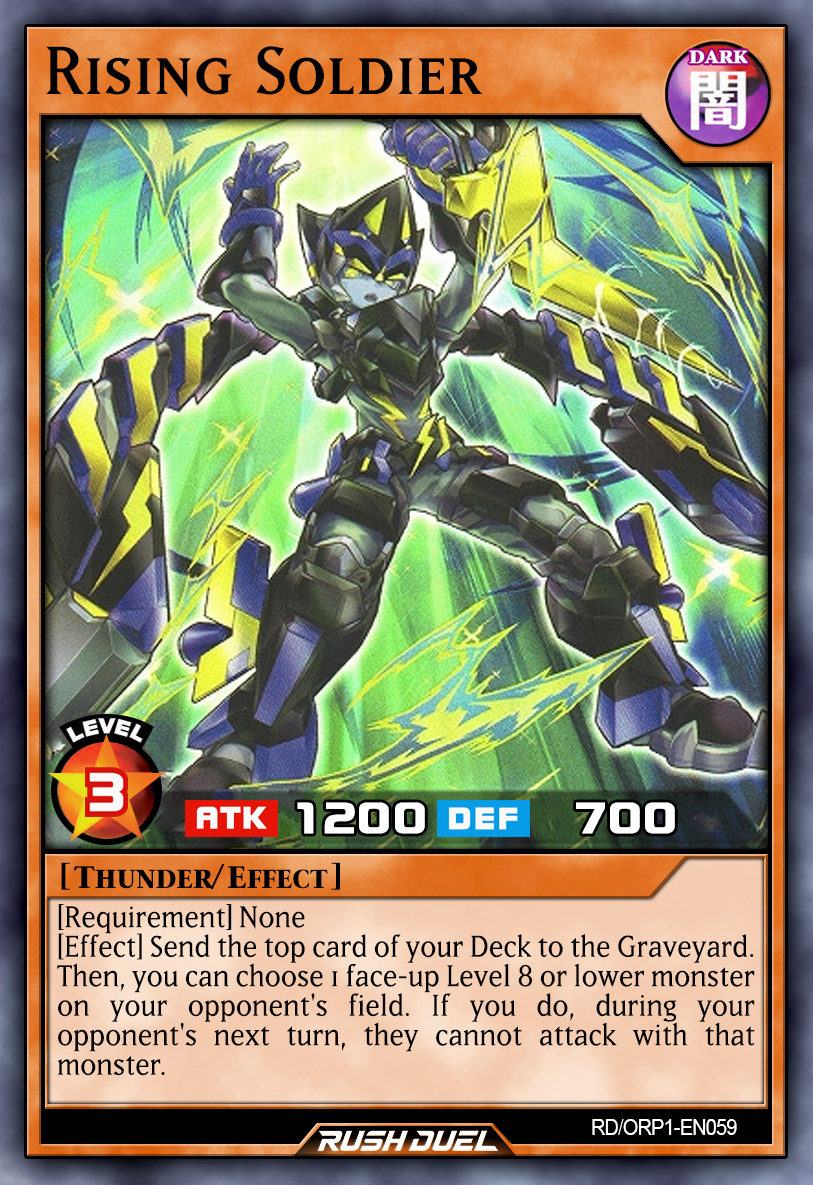 Rising Soldier
DARK
闇
LEVEL
3
ATK 1200 DEF 700
[Thunder/Effect]
[Requirement] None
[Effect] Send the top card of your Deck to the Graveyard.
Then, you can choose 1 face-up Level 8 or lower monster
on your opponent's field. If you do, during your
opponent's next turn, they cannot attack with that
monster.
RUSH DUEL
RD/ORP1-EN059